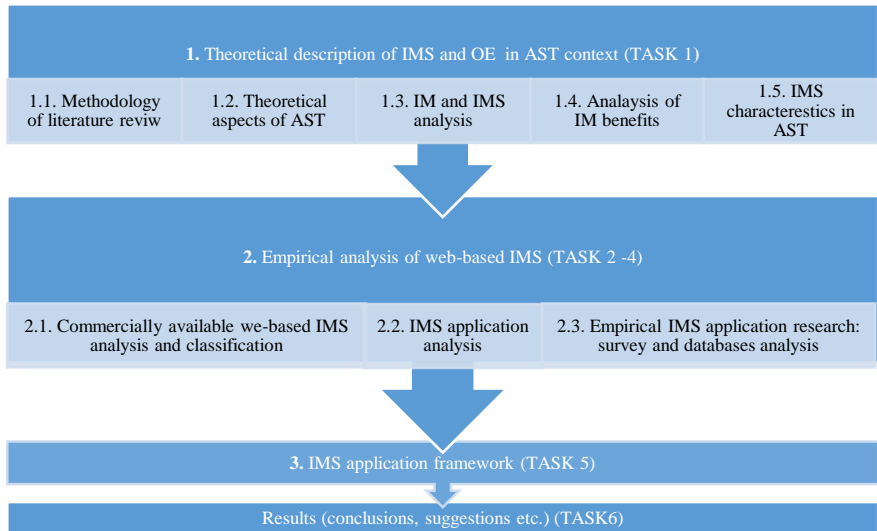 1. Theoretical description of IMS and OE in AST context (TASK 1)
1.1. Methodology
of literature reviw
1.2. Theoretical
aspects of AST
1.3. IM and IMS
analysis
1.4. Analaysis of
IM benefits
1.5. IMS
characterestics in
AST
2. Empirical analysis of web-based IMS (TASK 2 -4)
2.1. Commercially available we-based IMS
analysis and classification
2.2. IMS application
analysis
2.3. Empirical IMS application research:
survey and databases analysis
3. IMS application framework (TASK 5)
Results (conclusions, suggestions etc.) (TASK6)